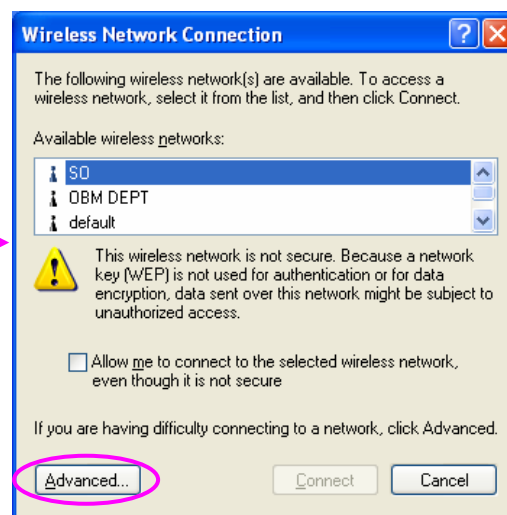 Wireless Network Connection
The following wireless network(s) are available. To access a
wireless network, select it from the list, and then click Connect.
Available wireless networks:
SO
OBM DEPT
default
This wireless network is not secure. Because a network
key (WEP) is not used for authentication or for data
encryption, data sent over this network might be subject to
unauthorized access.
Allow me to connect to the selected wireless network,
even though it is not secure
If you are having difficulty connecting to a network, click Advanced.
Advanced... Connect Cancel